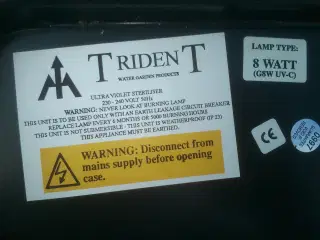 TRIDENT
WATER GARDEN PRODUCTS
ULTRA VIOLET STERILISER
230 - 240 VOLT 50Hz
WARNING: NEVER LOOK AT BURNING LAMP
THIS UNIT IS TO BE USED ONLY WITH AN EARTH LEAKAGE CIRCUIT BREAKER
REPLACE LAMP EVERY 6 MONTHS OR 5000 BURNING HOURS
THIS UNIT IS NOT SUBMERSIBLE - THIS UNIT IS WEATHERPROOF (IP 23)
THIS APPLIANCE MUST BE EARTHED.
WARNING: Disconnect from
mains supply before opening
case.
LAMP TYPE:
8 WATT
(G8W UV-C)
CE